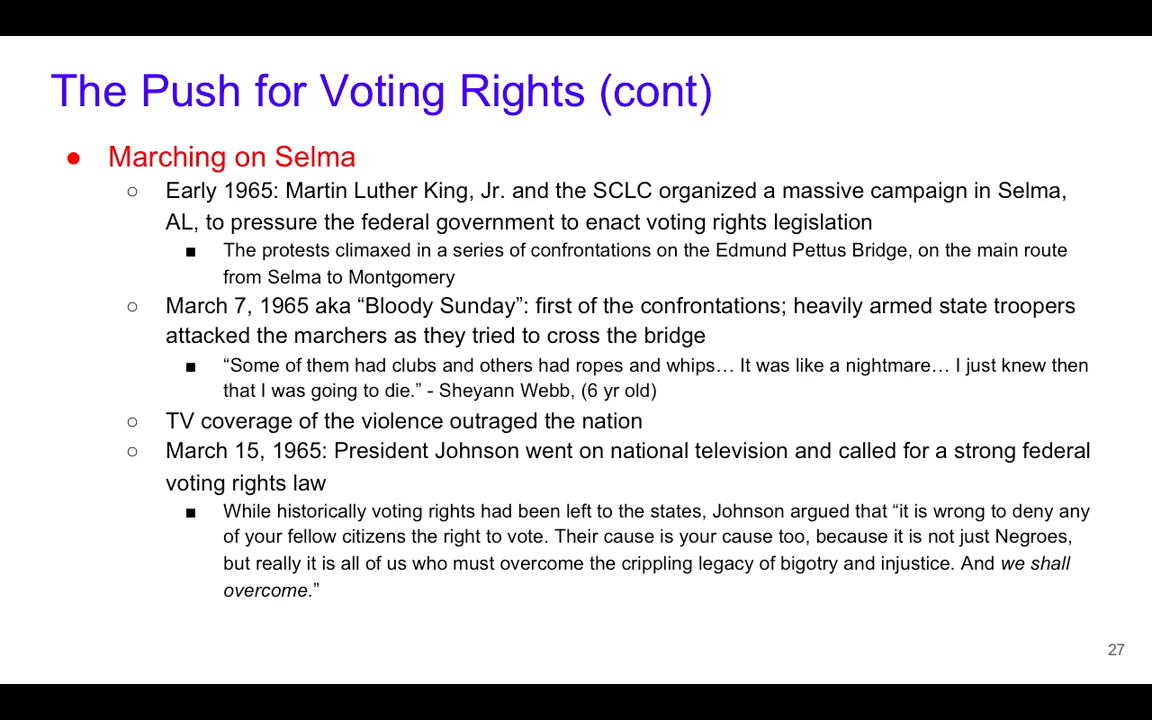 The Push for Voting Rights (cont)
● Marching on Selma
○ Early 1965: Martin Luther King, Jr. and the SCLC organized a massive campaign in Selma,
AL, to pressure the federal government to enact voting rights legislation
■ The protests climaxed in a series of confrontations on the Edmund Pettus Bridge, on the main route
from Selma to Montgomery
○ March 7, 1965 aka “Bloody Sunday”: first of the confrontations; heavily armed state troopers
attacked the marchers as they tried to cross the bridge
■ “Some of them had clubs and others had ropes and whips… It was like a nightmare… I just knew then
that I was going to die.” - Sheyann Webb, (6 yr old)
○ TV coverage of the violence outraged the nation
○ March 15, 1965: President Johnson went on national television and called for a strong federal
voting rights law
■ While historically voting rights had been left to the states, Johnson argued that “it is wrong to deny any
of your fellow citizens the right to vote. Their cause is your cause too, because it is not just Negroes,
but really it is all of us who must overcome the crippling legacy of bigotry and injustice. And we shall
overcome.”
27